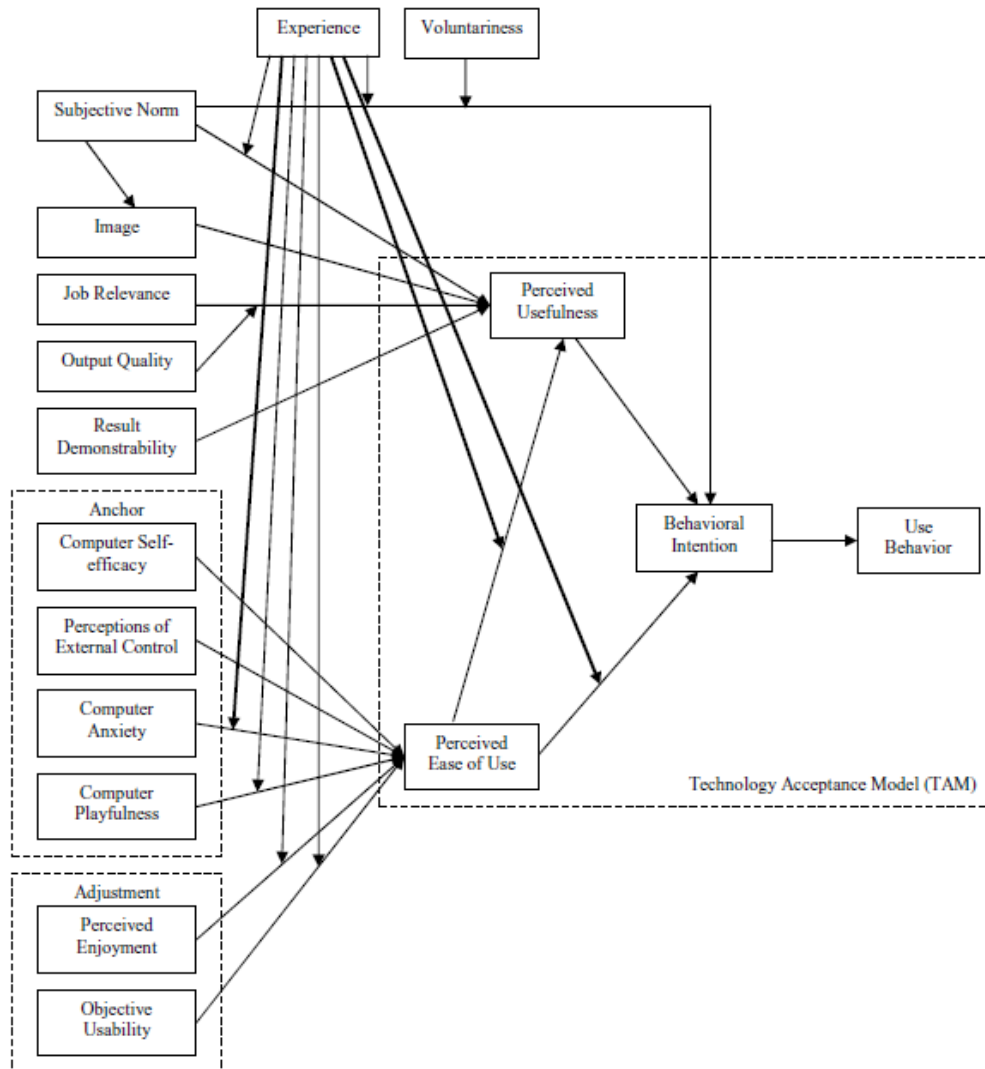 Experience
Voluntariness
Subjective Norm
Image
Job Relevance
Output Quality
Result
Demonstrability
Perceived
Usefulness
Anchor
Computer Self-
efficacy
Perceptions of
External Control
Computer
Anxiety
Computer
Playfulness
Behavioral
Intention
Use
Behavior
Perceived
Ease of Use
Technology Acceptance Model (TAM)
Adjustment
Perceived
Enjoyment
Objective
Usability